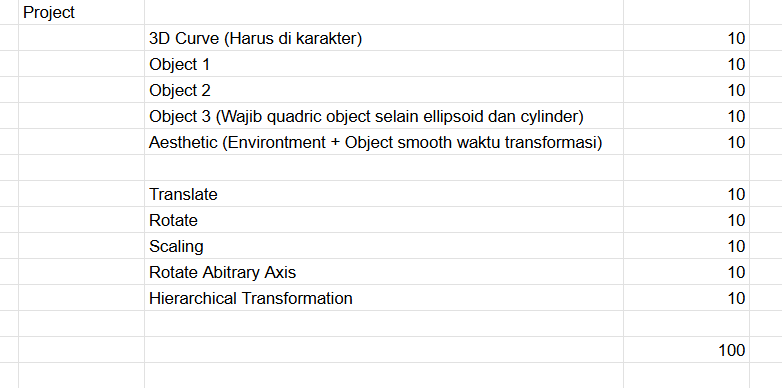 Project
3D Curve (Harus di karakter) 10
Object 1 10
Object 2 10
Object 3 (Wajib quadric object selain ellipsoid dan cylinder) 10
Aesthetic (Environtment + Object smooth waktu transformasi) 10
Translate 10
Rotate 10
Scaling 10
Rotate Abitrary Axis 10
Hierarchical Transformation 10
100